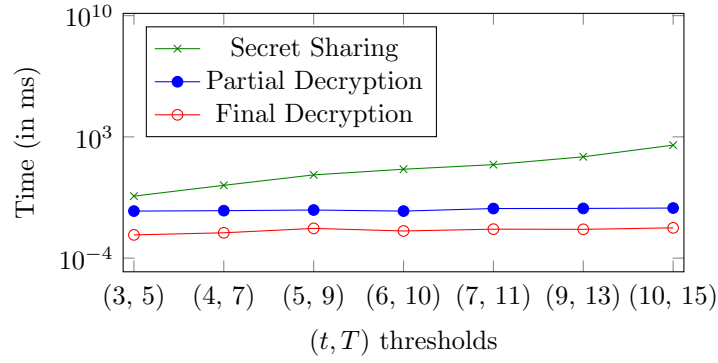 10^10
Secret Sharing
Partial Decryption
Final Decryption
10^3
10^−4
Time (in ms)
(3, 5) (4, 7) (5, 9) (6, 10) (7, 11) (9, 13) (10, 15)
(t, T) thresholds